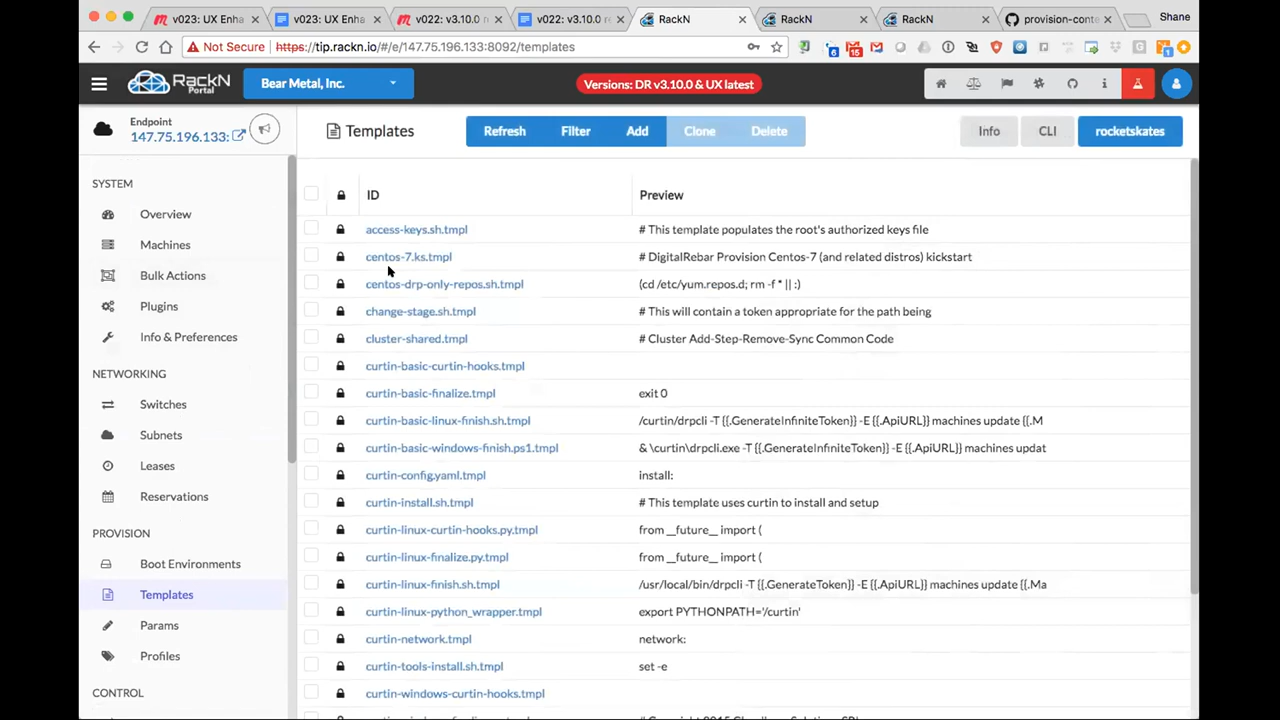 v023: UX Enha
v023: UX Enha
v022: v3.10.0 re
v022: v3.10.0 re
RackN
RackN
RackN
provision-conte
Shane
Not Secure https://tip.rackn.io/#/e/147.75.196.133:8092/templates
6
15
1
RackN Portal
Bear Metal, Inc.
Versions: DR v3.10.0 & UX latest
Endpoint
147.75.196.133:
Templates
Refresh
Filter
Add
Clone
Delete
Info
CLI
rocketskates
SYSTEM
Overview
Machines
Bulk Actions
Plugins
Info & Preferences
NETWORKING
Switches
Subnets
Leases
Reservations
PROVISION
Boot Environments
Templates
Params
Profiles
CONTROL
ID Preview
access-keys.sh.tmpl # This template populates the root's authorized keys file
centos-7.ks.tmpl # DigitalRebar Provision Centos-7 (and related distros) kickstart
centos-drp-only-repos.sh.tmpl (cd /etc/yum.repos.d; rm -f * || :)
change-stage.sh.tmpl # This will contain a token appropriate for the path being
cluster-shared.tmpl # Cluster Add-Step-Remove-Sync Common Code
curtin-basic-curtin-hooks.tmpl
curtin-basic-finalize.tmpl exit 0
curtin-basic-linux-finish.sh.tmpl /curtin/drpcli -T {{.GenerateInfiniteToken}} -E {{.ApiURL}} machines update {{.M
curtin-basic-windows-finish.ps1.tmpl & \curtin\drpcli.exe -T {{.GenerateInfiniteToken}} -E {{.ApiURL}} machines updat
curtin-config.yaml.tmpl install:
curtin-install.sh.tmpl # This template uses curtin to install and setup
curtin-linux-curtin-hooks.py.tmpl from __future__ import (
curtin-linux-finalize.py.tmpl from __future__ import (
curtin-linux-finish.sh.tmpl /usr/local/bin/drpcli -T {{.GenerateToken}} -E {{.ApiURL}} machines update {{.Ma
curtin-linux-python_wrapper.tmpl export PYTHONPATH='/curtin'
curtin-network.tmpl network:
curtin-tools-install.sh.tmpl set -e
curtin-windows-curtin-hooks.tmpl